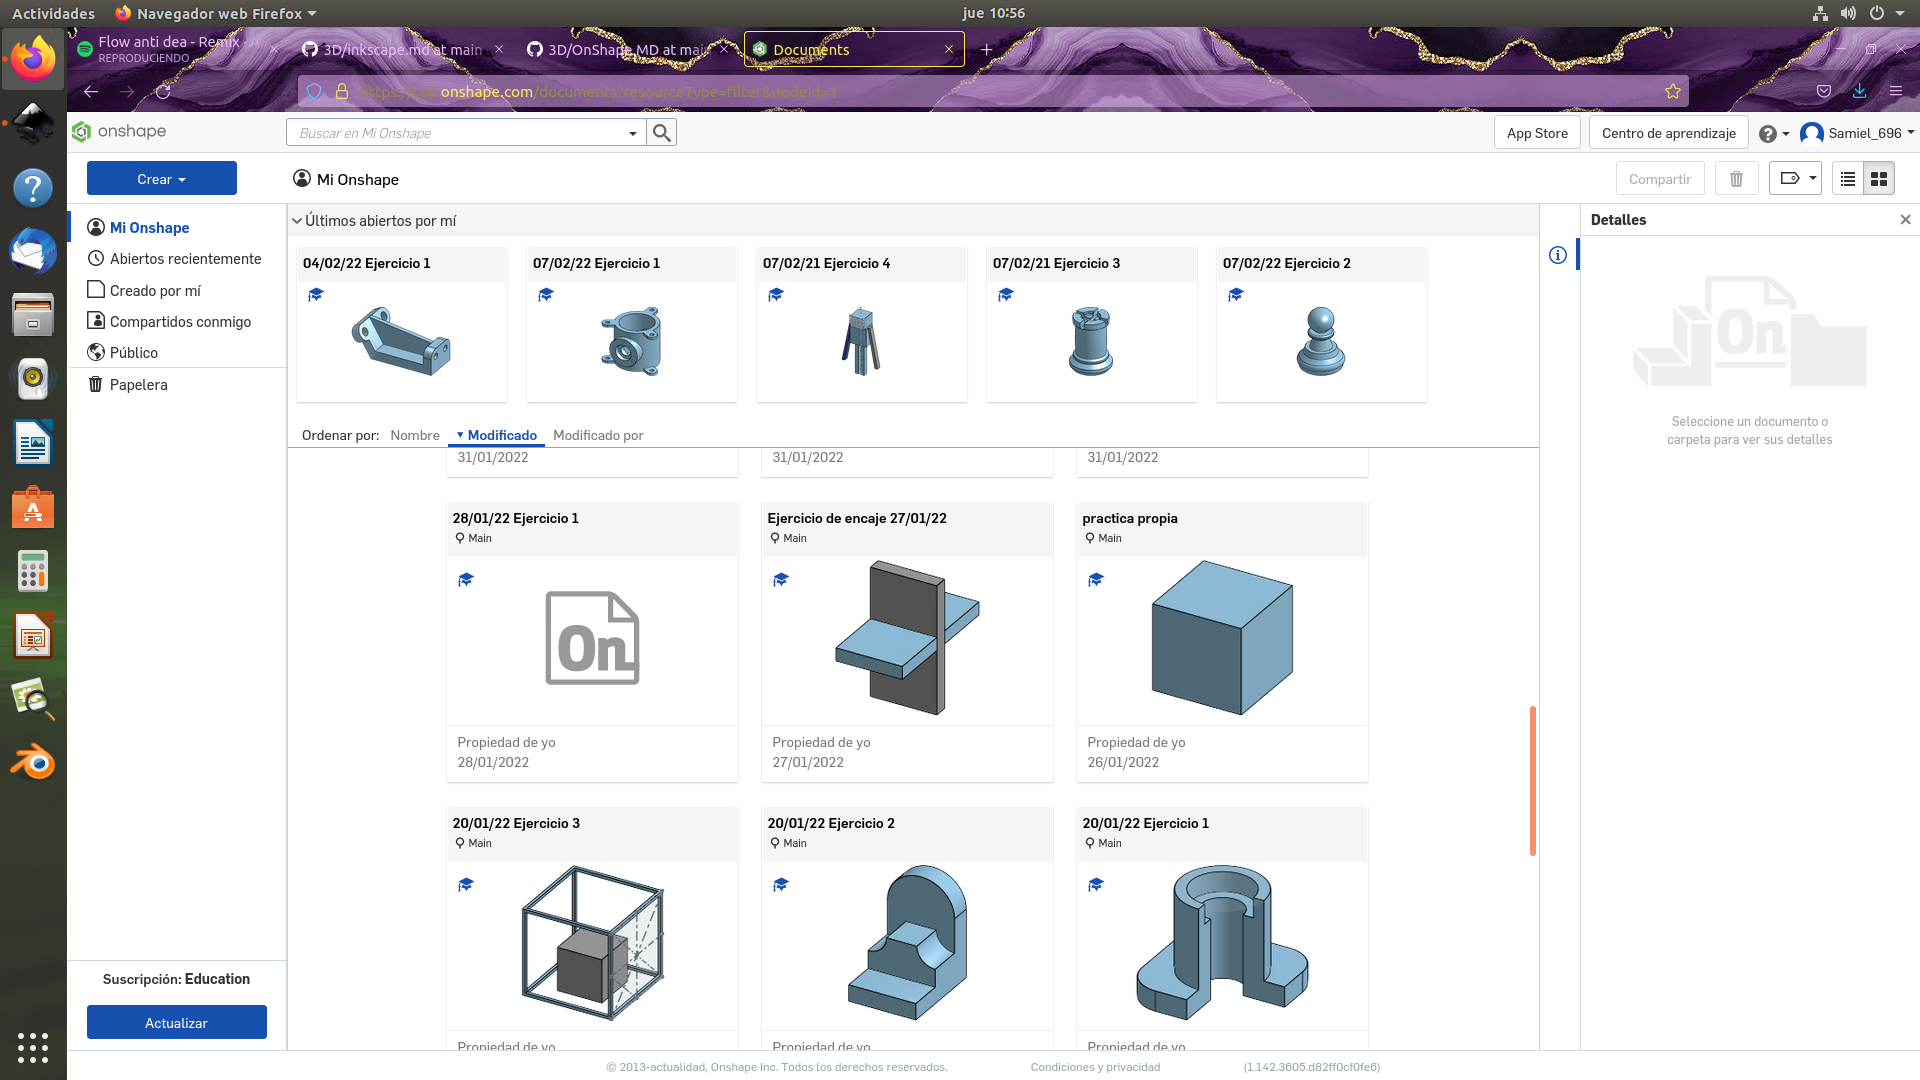 Actividades
Navegador web Firefox
jue 10:56
Flow anti dea - Remix - A
REPRODUCIENDO
3D/inkscape.md at main
3D/OnShape.MD at mai
Documents
https://cad.onshape.com/documents?resourceType=filter&nodeId=1
onshape
Buscar en Mi Onshape
App Store
Centro de aprendizaje
Samiel_696
Crear
Mi Onshape
Compartir
Mi Onshape
Abiertos recientemente
Creado por mí
Compartidos conmigo
Público
Papelera
Últimos abiertos por mí
04/02/22 Ejercicio 1
07/02/22 Ejercicio 1
07/02/21 Ejercicio 4
07/02/21 Ejercicio 3
07/02/22 Ejercicio 2
Ordenar por: Nombre Modificado Modificado por
31/01/2022
31/01/2022
31/01/2022
28/01/22 Ejercicio 1
Main
On
Propiedad de yo
28/01/2022
Ejercicio de encaje 27/01/22
Main
Propiedad de yo
27/01/2022
practica propia
Main
Propiedad de yo
26/01/2022
20/01/22 Ejercicio 3
Main
Propiedad de yo
20/01/22 Ejercicio 2
Main
Propiedad de yo
20/01/22 Ejercicio 1
Main
Propiedad de yo
Detalles
On
Seleccione un documento o
carpeta para ver sus detalles
Suscripción: Education
Actualizar
© 2013-actualidad, Onshape Inc. Todos los derechos reservados.
Condiciones y privacidad
(1.142.3605.d82ff0cf0fe6)